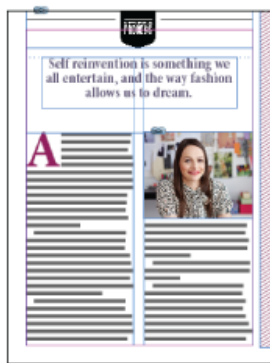 Self reinvention is something we
all entertain, and the way fashion
allows us to dream.
A